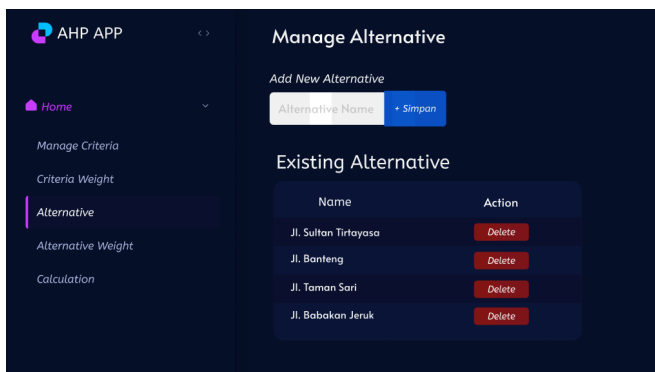 AHP APP
Home
Manage Criteria
Criteria Weight
Alternative
Alternative Weight
Calculation
Manage Alternative
Add New Alternative
Alternative Name + Simpan
Existing Alternative
Name Action
Jl. Sultan Tirtayasa Delete
Jl. Banteng Delete
Jl. Taman Sari Delete
Jl. Babakan Jeruk Delete